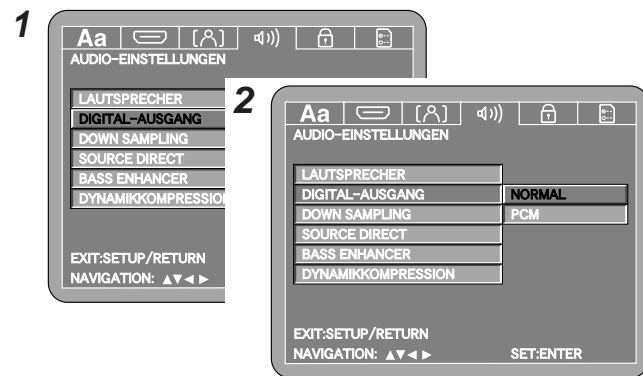 1
Aa
AUDIO-EINSTELLUNGEN
LAUTSPRECHER
DIGITAL-AUSGANG
DOWN SAMPLING
SOURCE DIRECT
BASS ENHANCER
DYNAMIKKOMPRESSIO
EXIT:SETUP/RETURN
NAVIGATION: ▲▼◄ ►
2
Aa
AUDIO-EINSTELLUNGEN
LAUTSPRECHER
DIGITAL-AUSGANG NORMAL
DOWN SAMPLING PCM
SOURCE DIRECT
BASS ENHANCER
DYNAMIKKOMPRESSION
EXIT:SETUP/RETURN
NAVIGATION: ▲▼◄ ► SET:ENTER